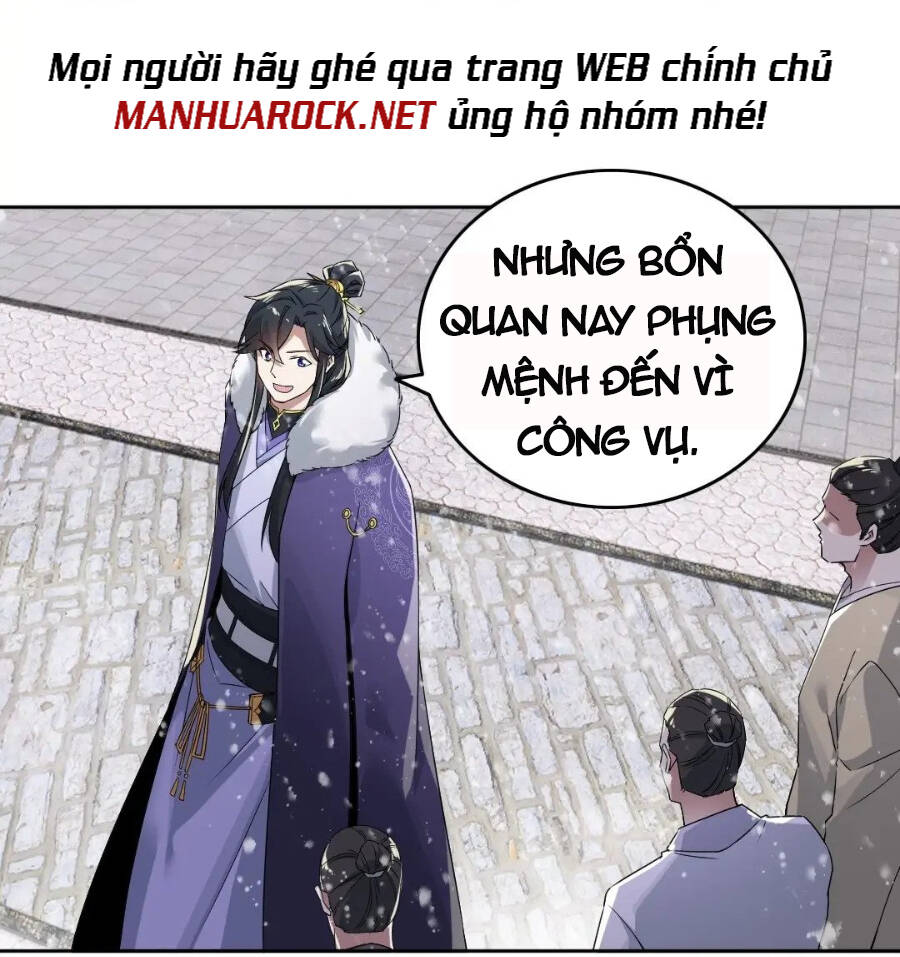 Mọi người hãy ghé qua trang WEB chính chủ
MANHUAROCK.NET ủng hộ nhóm nhé!
NHƯNG BỔN
QUAN NAY PHỤNG
MỆNH ĐẾN VÌ
CÔNG VỤ.